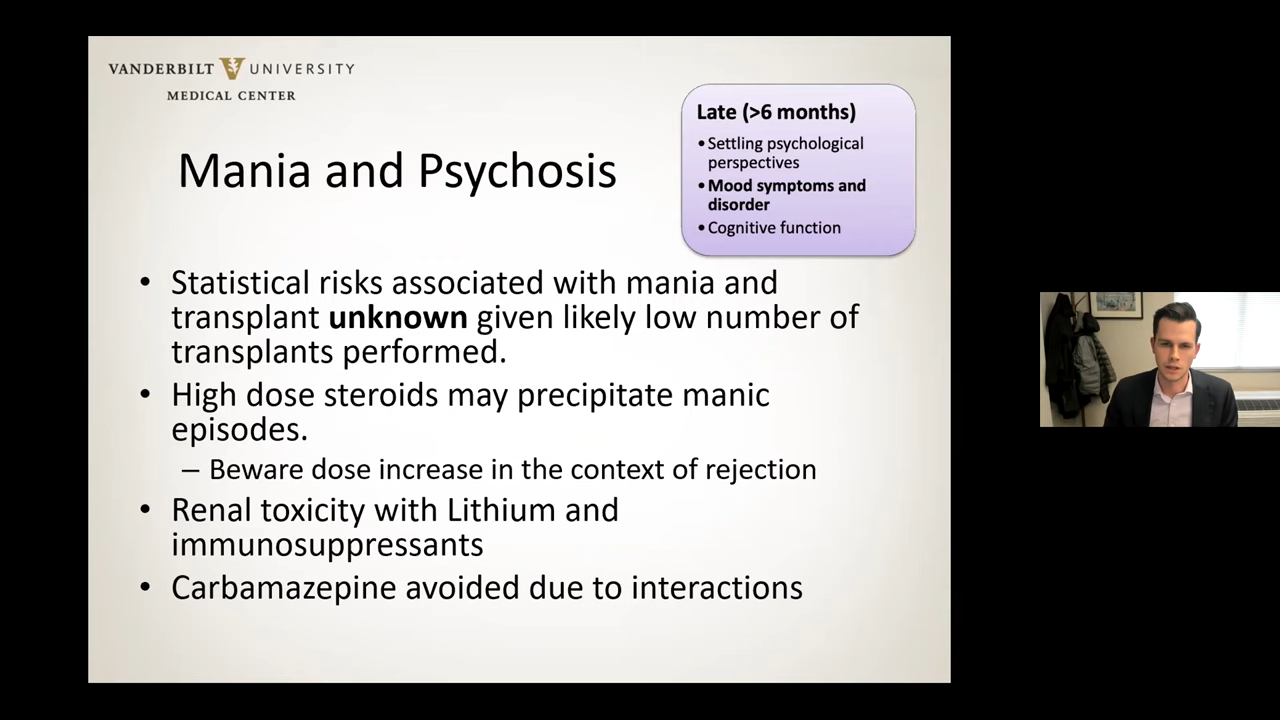 VANDERBILT UNIVERSITY
MEDICAL CENTER
Late (>6 months)
• Settling psychological
perspectives
• Mood symptoms and
disorder
• Cognitive function
Mania and Psychosis
• Statistical risks associated with mania and
transplant unknown given likely low number of
transplants performed.
• High dose steroids may precipitate manic
episodes.
– Beware dose increase in the context of rejection
• Renal toxicity with Lithium and
immunosuppressants
• Carbamazepine avoided due to interactions